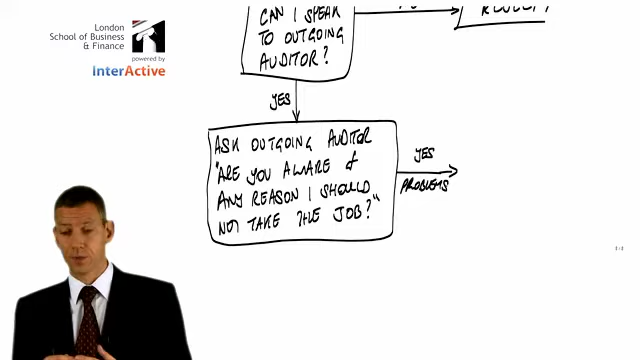 London
School of Business
& Finance
powered by
InterActive
CAN I SPEAK
TO OUTGOING
AUDITOR?
YES
ASK OUTGOING AUDITOR
"ARE YOU AWARE OF
ANY REASON I SHOULD
NOT TAKE THE JOB?"
YES
PROBLEMS